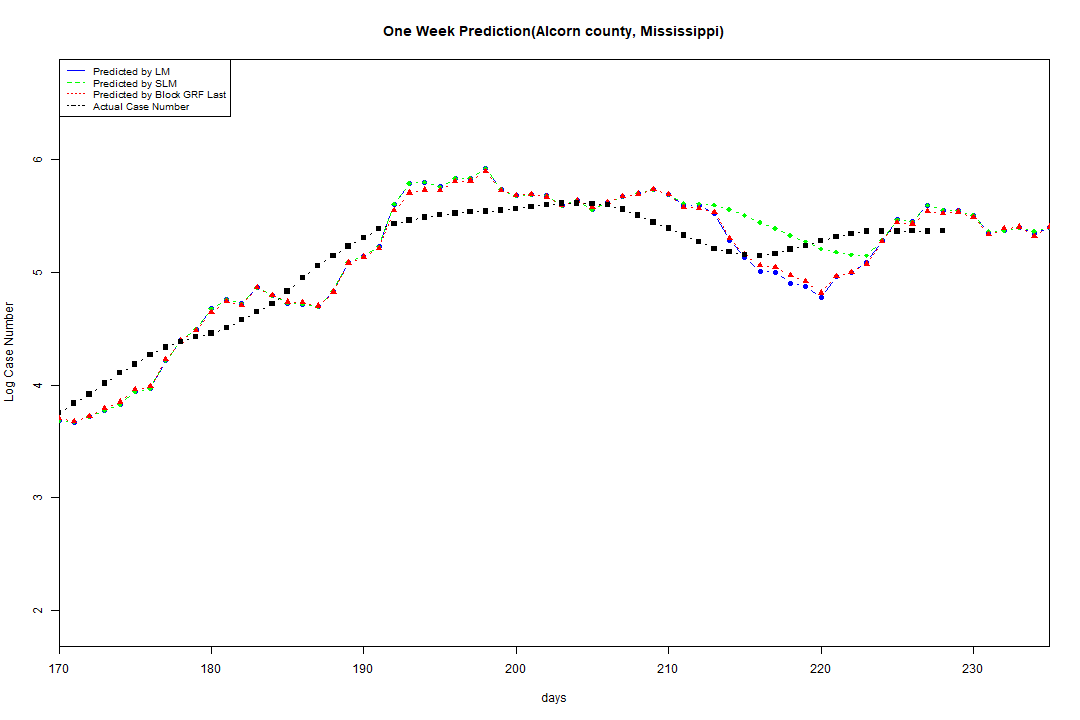 One Week Prediction(Alcorn county, Mississippi)
Predicted by LM
Predicted by SLM
Predicted by Block GRF Last
Actual Case Number
6
5
4
3
2
Log Case Number
170 180 190 200 210 220 230
days